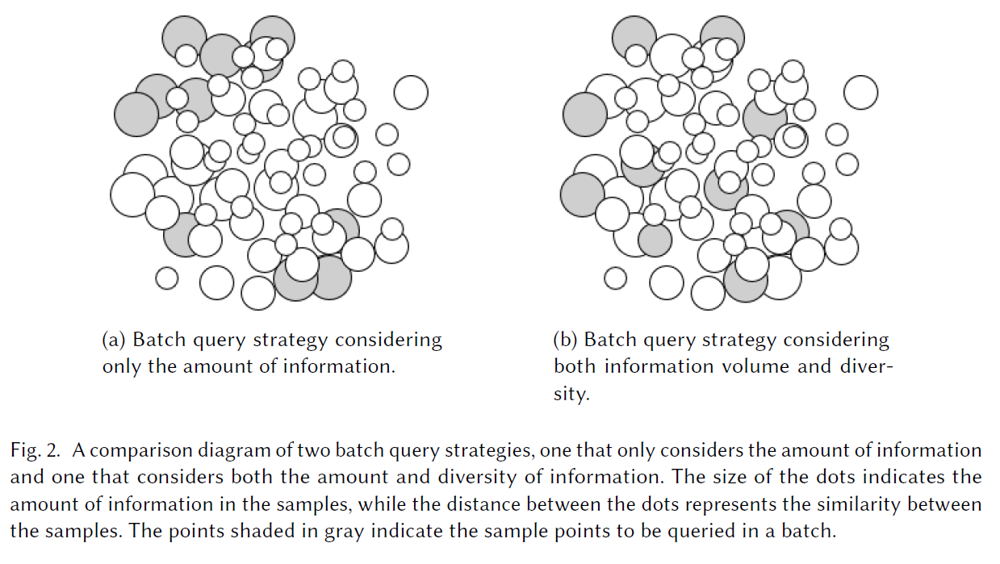 (a) Batch query strategy considering
only the amount of information.
(b) Batch query strategy considering
both information volume and diver-
sity.
Fig. 2. A comparison diagram of two batch query strategies, one that only considers the amount of information
and one that considers both the amount and diversity of information. The size of the dots indicates the
amount of information in the samples, while the distance between the dots represents the similarity between
the samples. The points shaded in gray indicate the sample points to be queried in a batch.